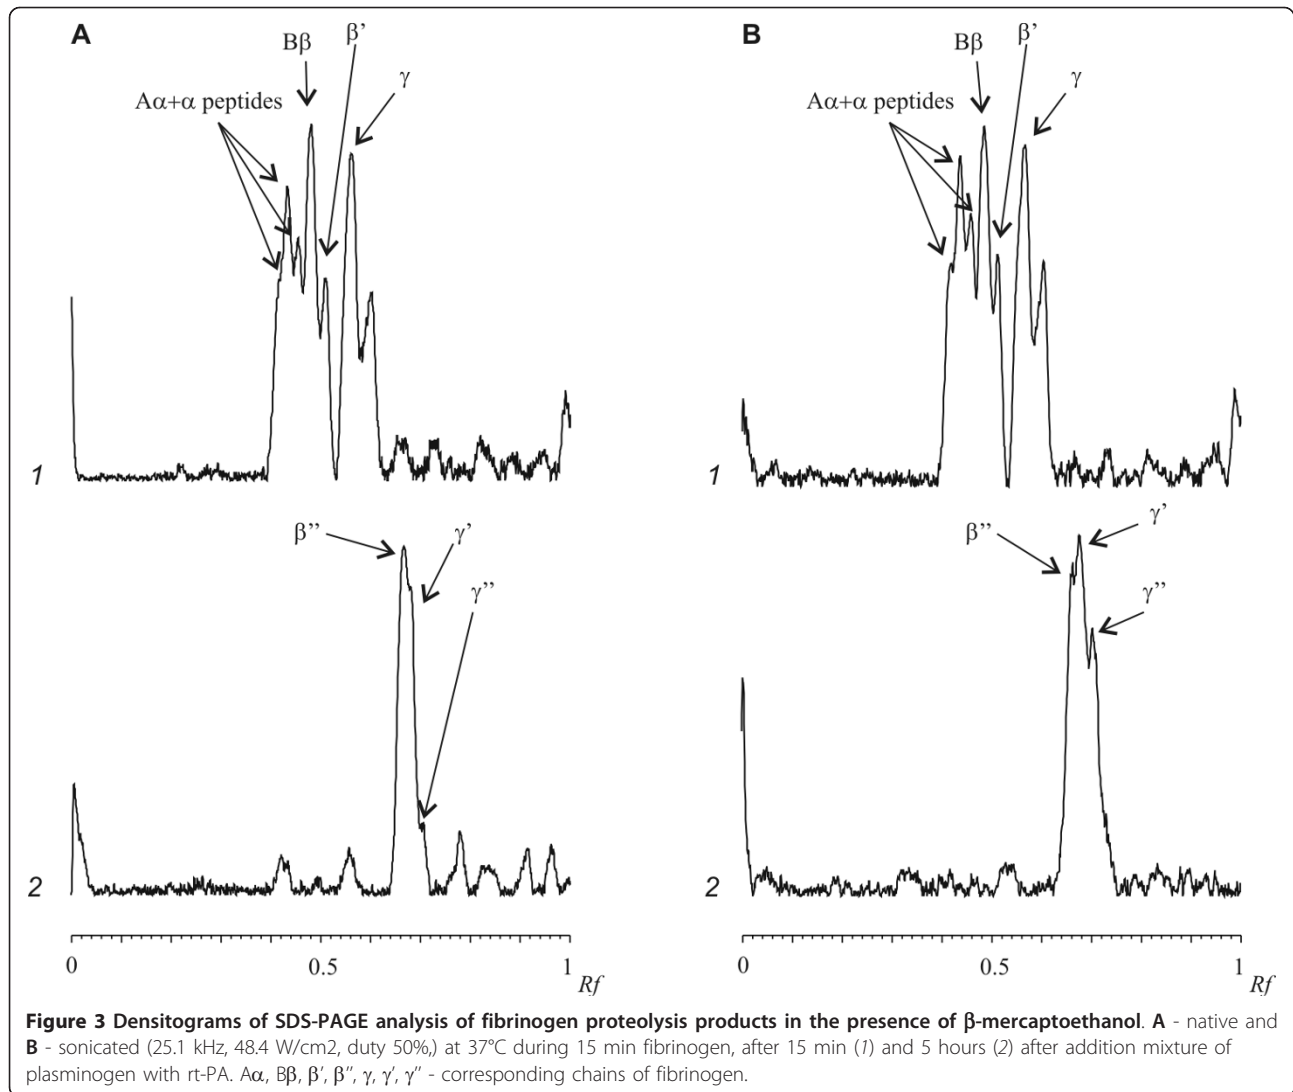 A
Bβ
β’
γ
Aα+α peptides
1
B
Bβ
β’
γ
Aα+α peptides
1
β’’
γ’
γ’’
2
0
0.5
1
Rf
β’’
γ’
γ’’
2
0
0.5
1
Rf
Figure 3 Densitograms of SDS-PAGE analysis of fibrinogen proteolysis products in the presence of β-mercaptoethanol. A - native and
B - sonicated (25.1 kHz, 48.4 W/cm2, duty 50%,) at 37°C during 15 min fibrinogen, after 15 min (1) and 5 hours (2) after addition mixture of
plasminogen with rt-PA. Aα, Bβ, β’, β’’, γ, γ’, γ’’ - corresponding chains of fibrinogen.